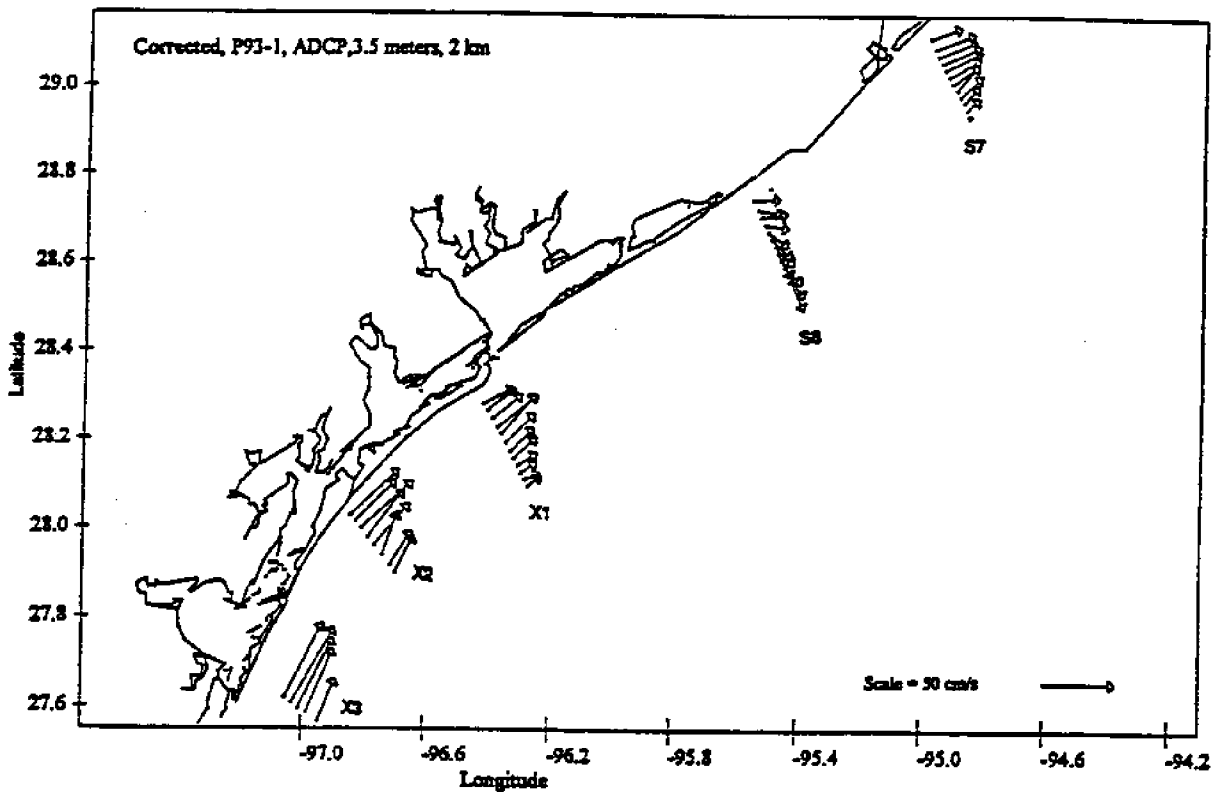 Corrected, P93-1, ADCP,3.5 meters, 2 km
29.0
28.8
28.6
28.4
28.2
28.0
27.8
27.6
Latitude
S7
S8
X1
X2
X3
Scale = 50 cm/s
-97.0
-96.6
-96.2
-95.8
-95.4
-95.0
-94.6
-94.2
Longitude